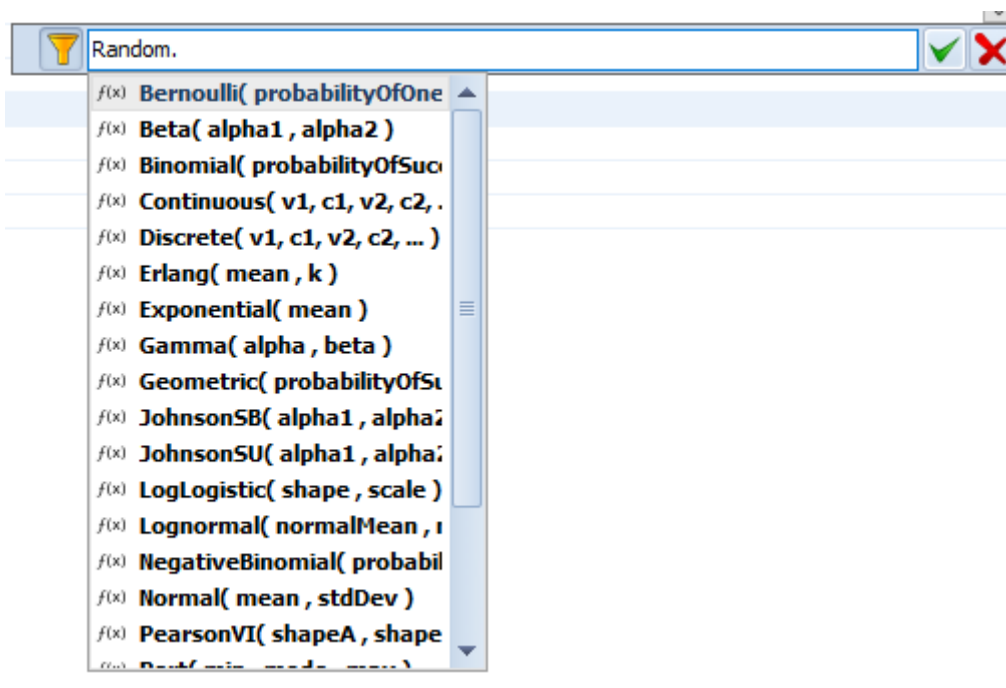 Random.
f(x) Bernoulli( probabilityOfOne
f(x) Beta( alpha1 , alpha2 )
f(x) Binomial( probabilityOfSuc
f(x) Continuous( v1, c1, v2, c2, .
f(x) Discrete( v1, c1, v2, c2, ... )
f(x) Erlang( mean , k )
f(x) Exponential( mean )
f(x) Gamma( alpha , beta )
f(x) Geometric( probabilityOfSu
f(x) JohnsonSB( alpha1 , alpha2
f(x) JohnsonSU( alpha1 , alpha2
f(x) LogLogistic( shape , scale )
f(x) Lognormal( normalMean , n
f(x) NegativeBinomial( probabil
f(x) Normal( mean , stdDev )
f(x) PearsonVI( shapeA , shape